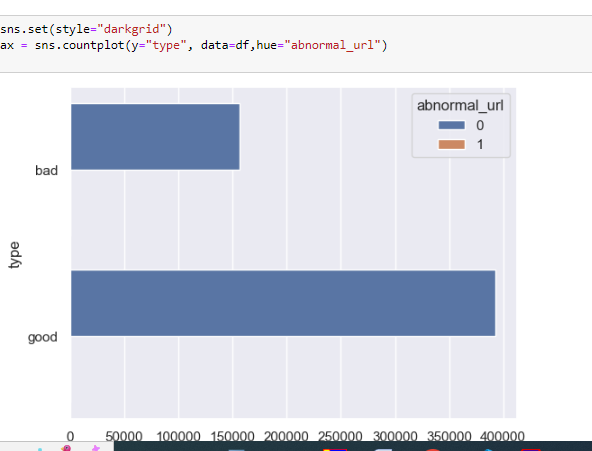 sns.set(style="darkgrid")
ax = sns.countplot(y="type", data=df,hue="abnormal_url")
abnormal_url
0
1
bad
type
good
0 50000 100000 150000 200000 250000 300000 350000 400000